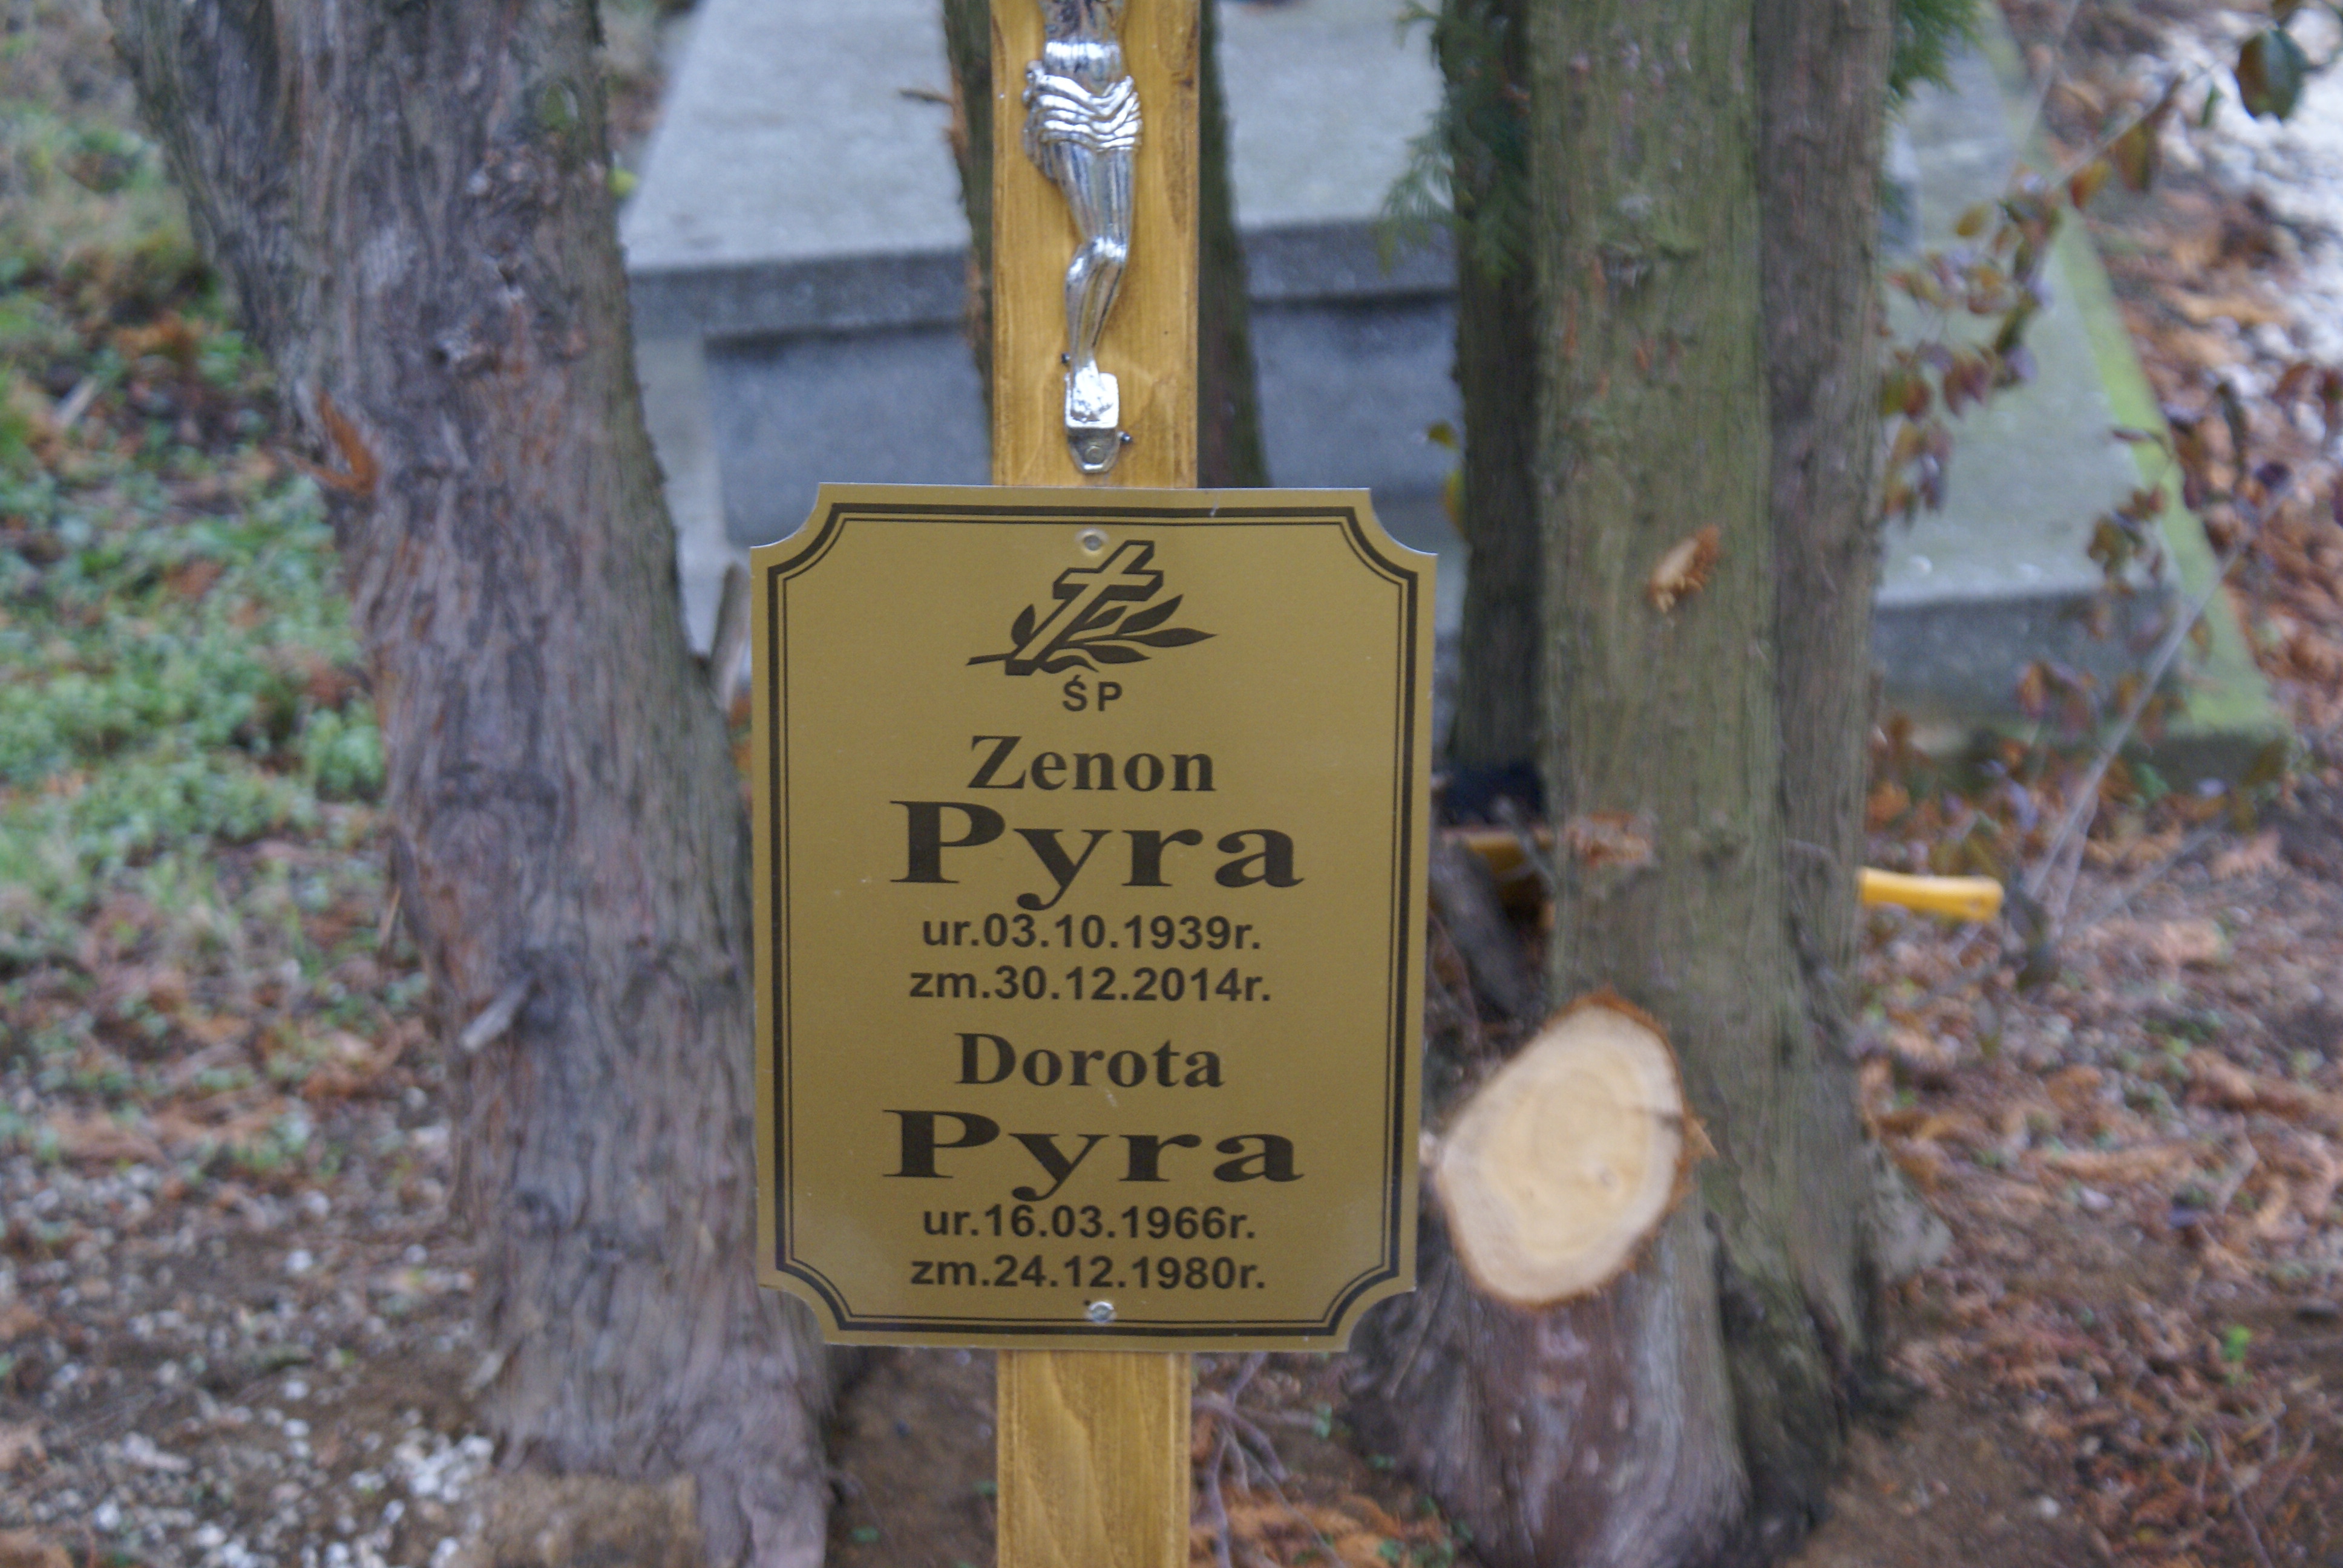 ŚP
Zenon
Pyra
ur.03.10.1939r.
zm.30.12.2014r.
Dorota
Pyra
ur.16.03.1966r.
zm.24.12.1980r.